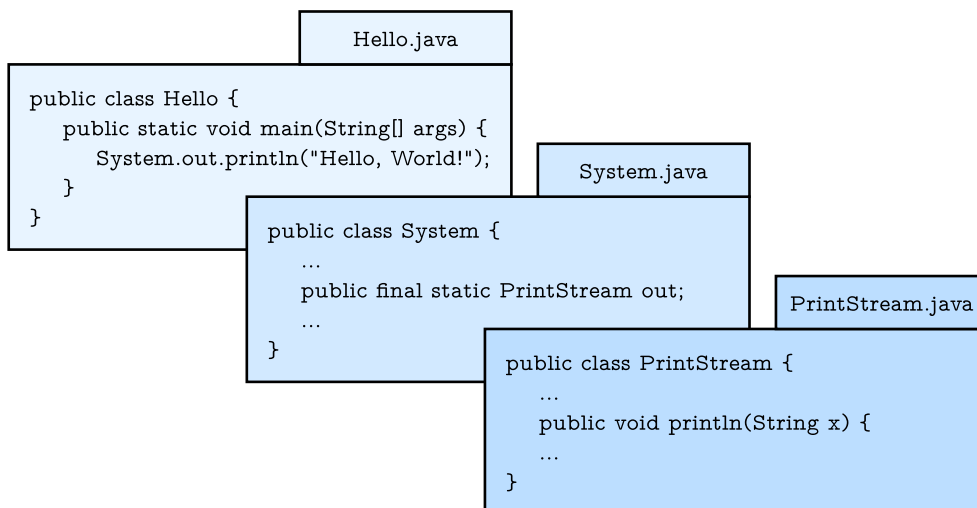 Hello.java
public class Hello {
public static void main(String[] args) {
System.out.println("Hello, World!");
}
}
System.java
public class System {
...
public final static PrintStream out;
...
}
PrintStream.java
public class PrintStream {
...
public void println(String x) {
...
}